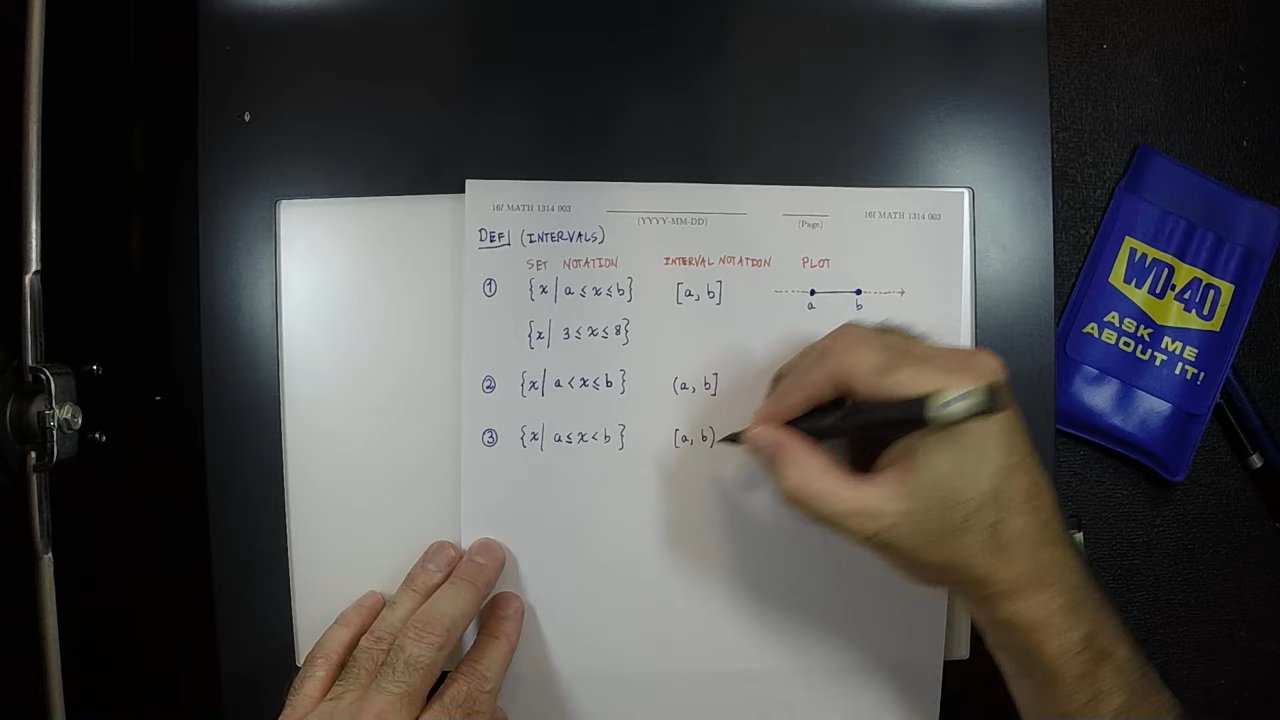 16f MATH 1314 003 (YYYY-MM-DD) (Page) 16f MATH 1314 003
DEF (INTERVALS)
SET NOTATION INTERVAL NOTATION PLOT
① {x | a ≤ x ≤ b} [a, b]
a b
{x | 3 ≤ x ≤ 8}
② {x | a < x ≤ b} (a, b]
③ {x | a ≤ x < b} [a, b)
WD-40
ASK ME
ABOUT IT!